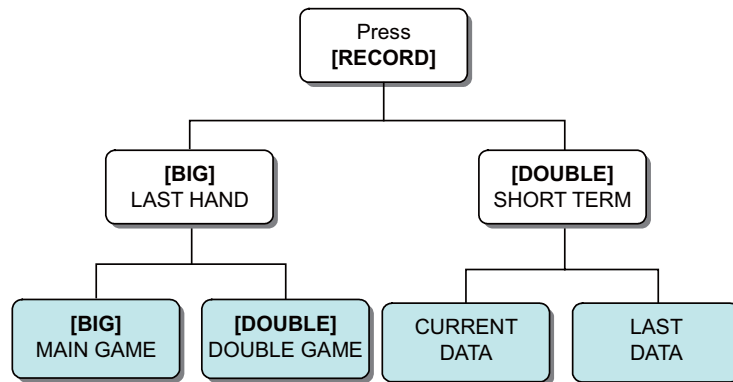 Press
[RECORD]
[BIG]
LAST HAND
[DOUBLE]
SHORT TERM
[BIG]
MAIN GAME
[DOUBLE]
DOUBLE GAME
CURRENT
DATA
LAST
DATA